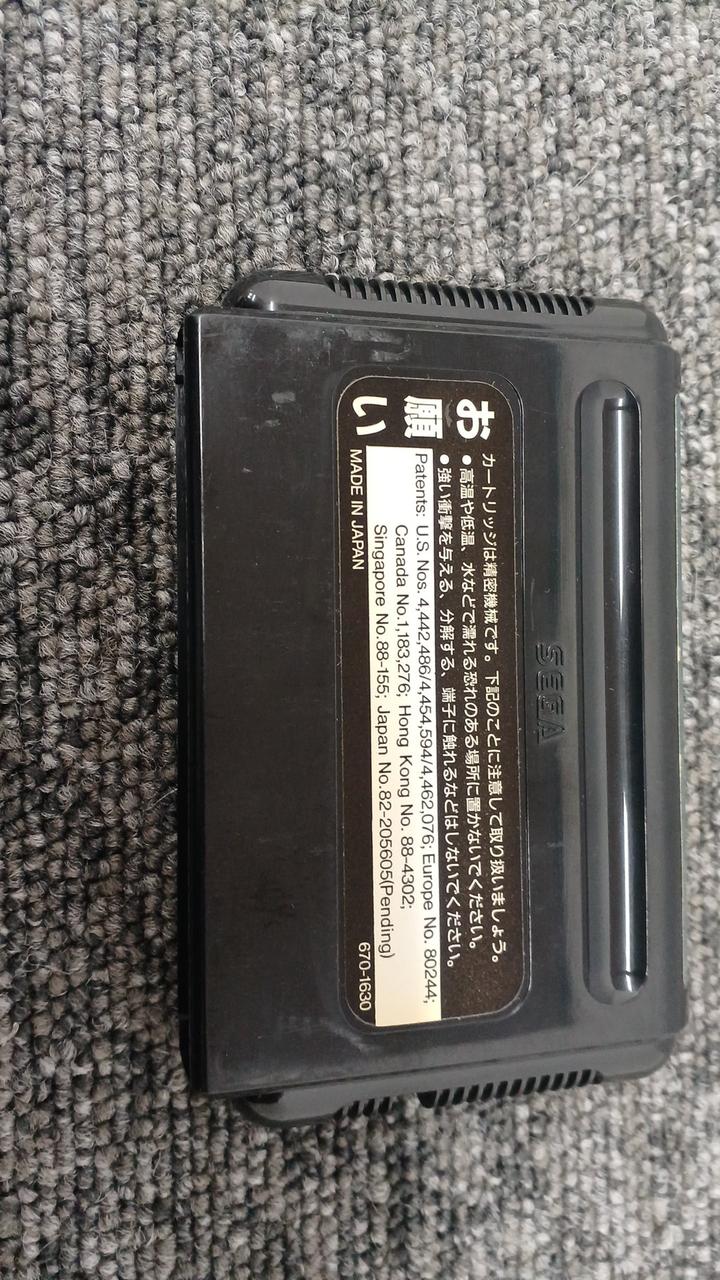 SEGA
お願い
カートリッジは精密機械です。下記のことに注意して取り扱いましょう。
●高温や低温、水などで濡れる恐れのある場所に置かないでください。
●強い衝撃を与える、分解する、端子に触れるなどはしないでください。
Patents: U.S. Nos. 4,442,486/4,454,594/4,462,076; Europe No. 80244;
Canada No.1,183,276; Hong Kong No. 88-4302;
Singapore No.88-155; Japan No.82-205605(Pending)
MADE IN JAPAN
670-1630